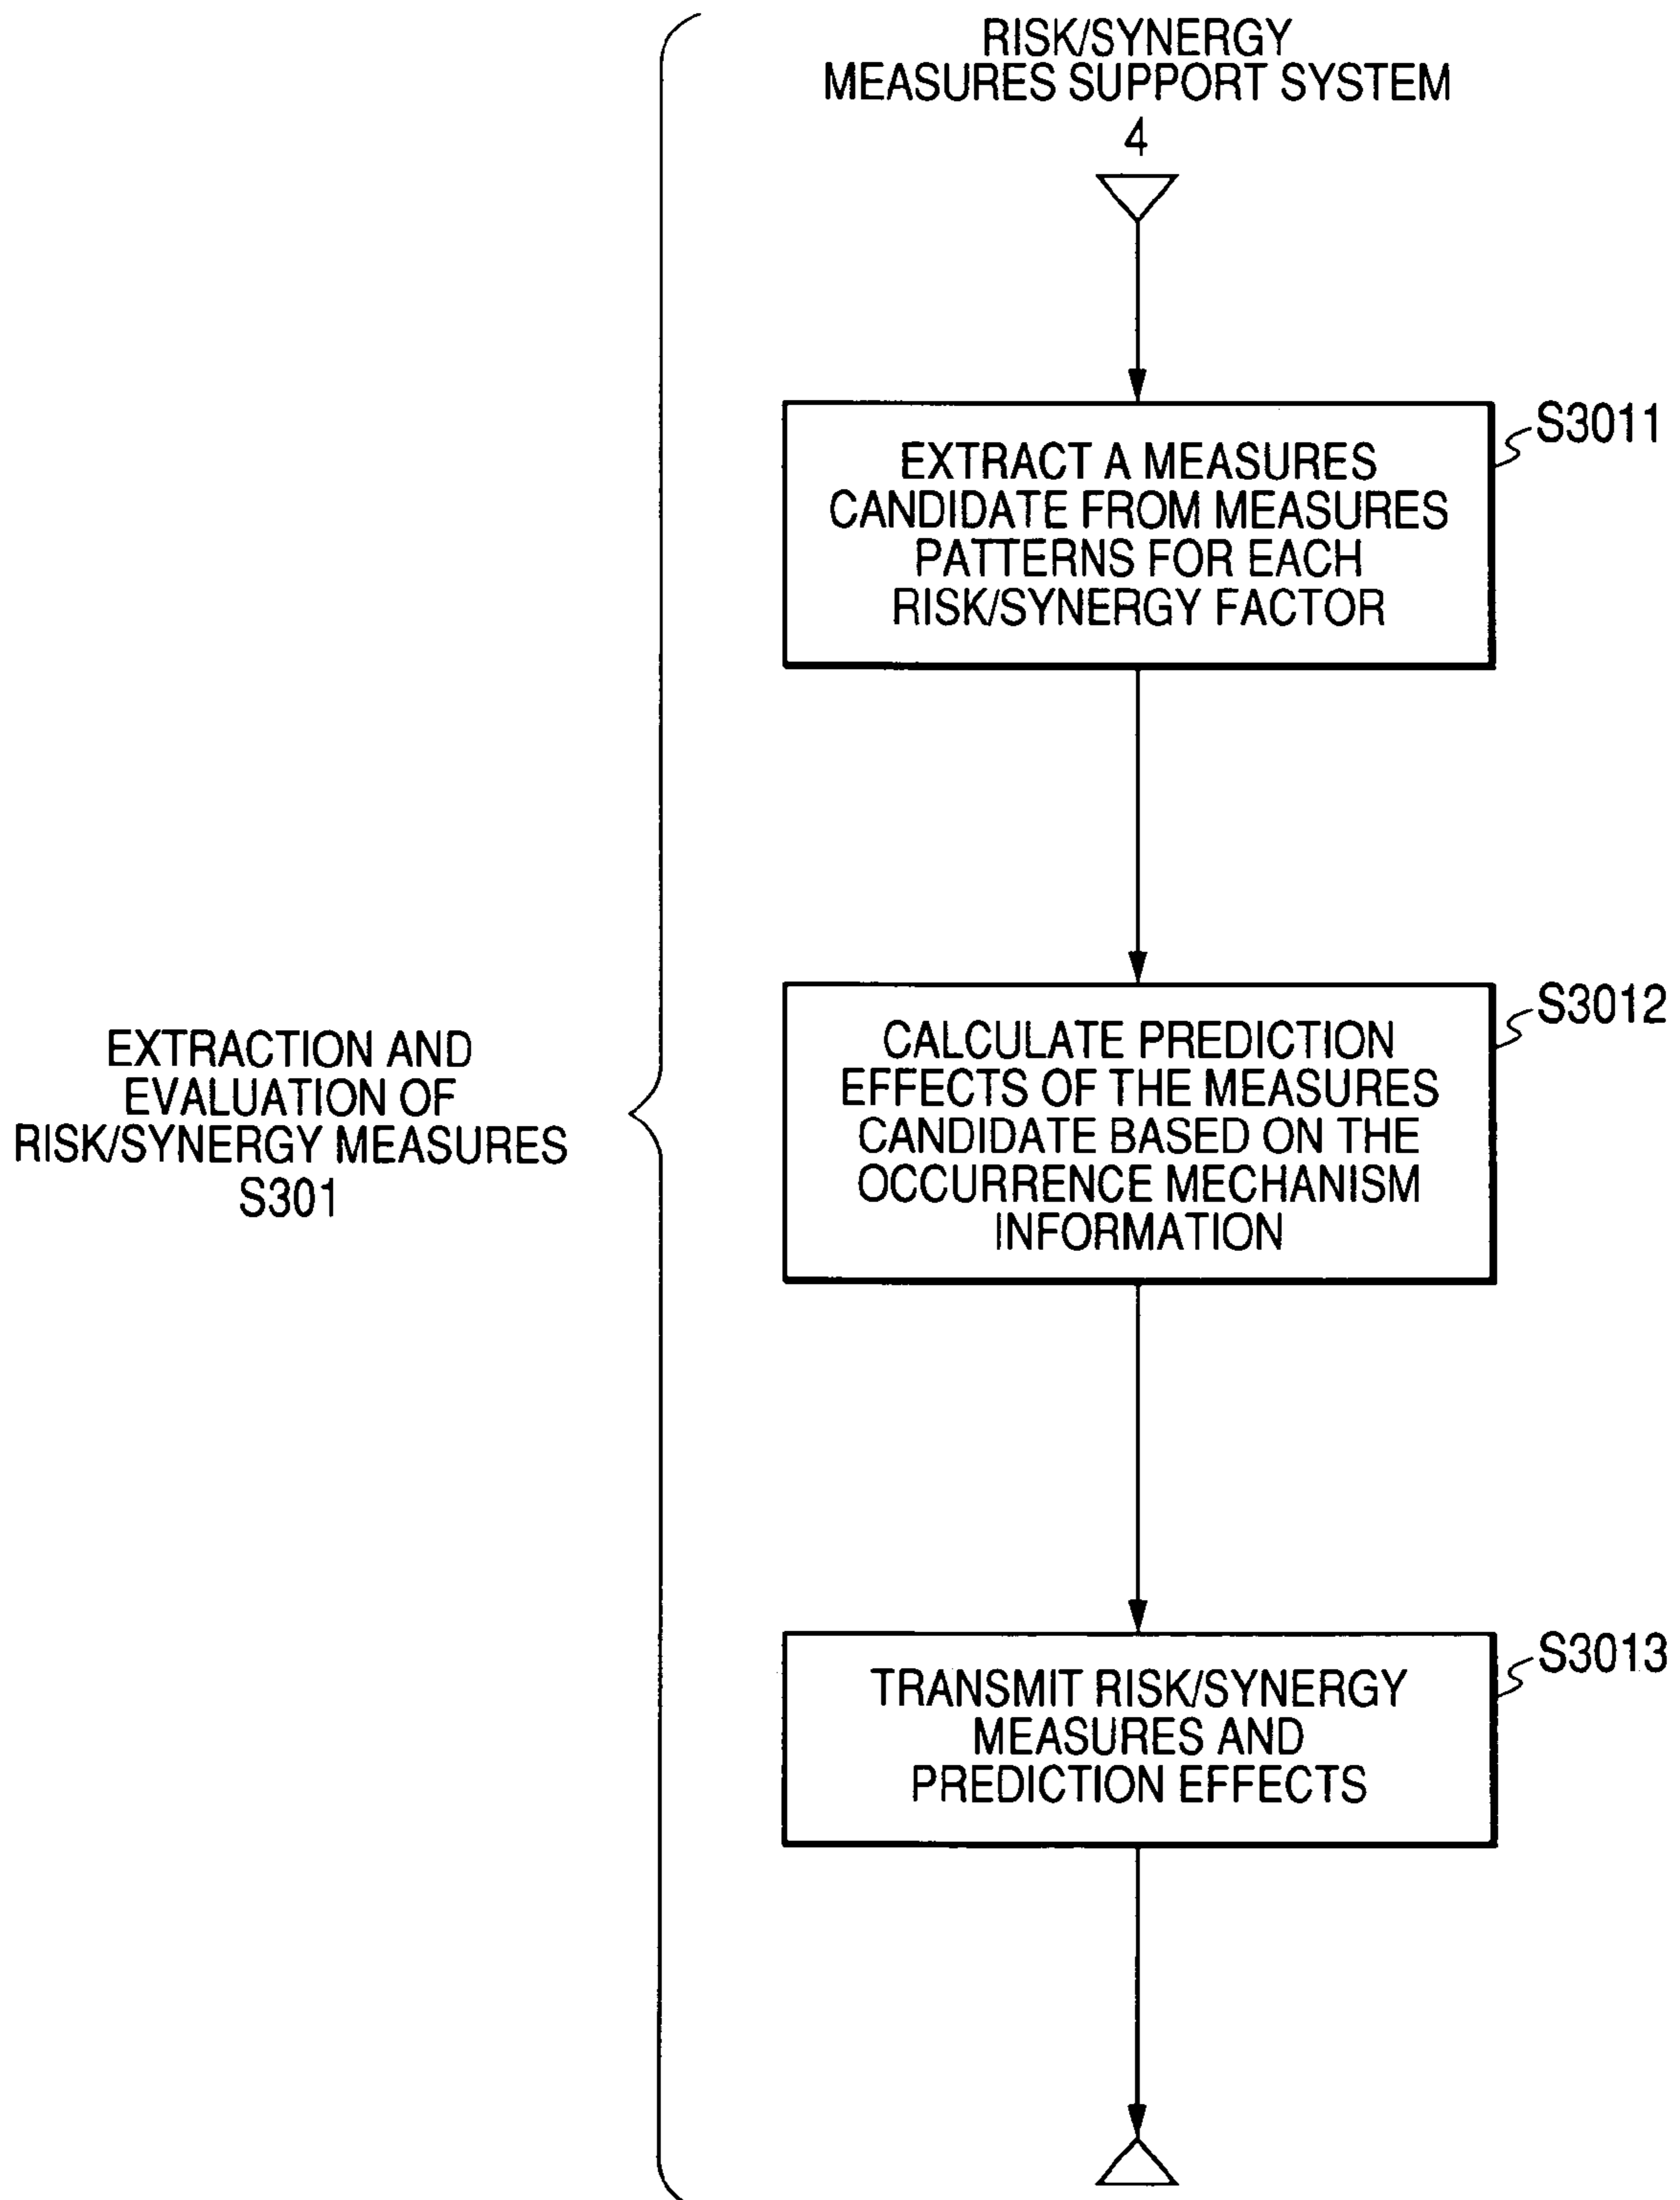 RISK/SYNERGY
MEASURES SUPPORT SYSTEM
4
S3011
EXTRACT A MEASURES
CANDIDATE FROM MEASURES
PATTERNS FOR EACH
RISK/SYNERGY FACTOR
EXTRACTION AND
EVALUATION OF
RISK/SYNERGY MEASURES
S301
S3012
CALCULATE PREDICTION
EFFECTS OF THE MEASURES
CANDIDATE BASED ON THE
OCCURRENCE MECHANISM
INFORMATION
S3013
TRANSMIT RISK/SYNERGY
MEASURES AND
PREDICTION EFFECTS